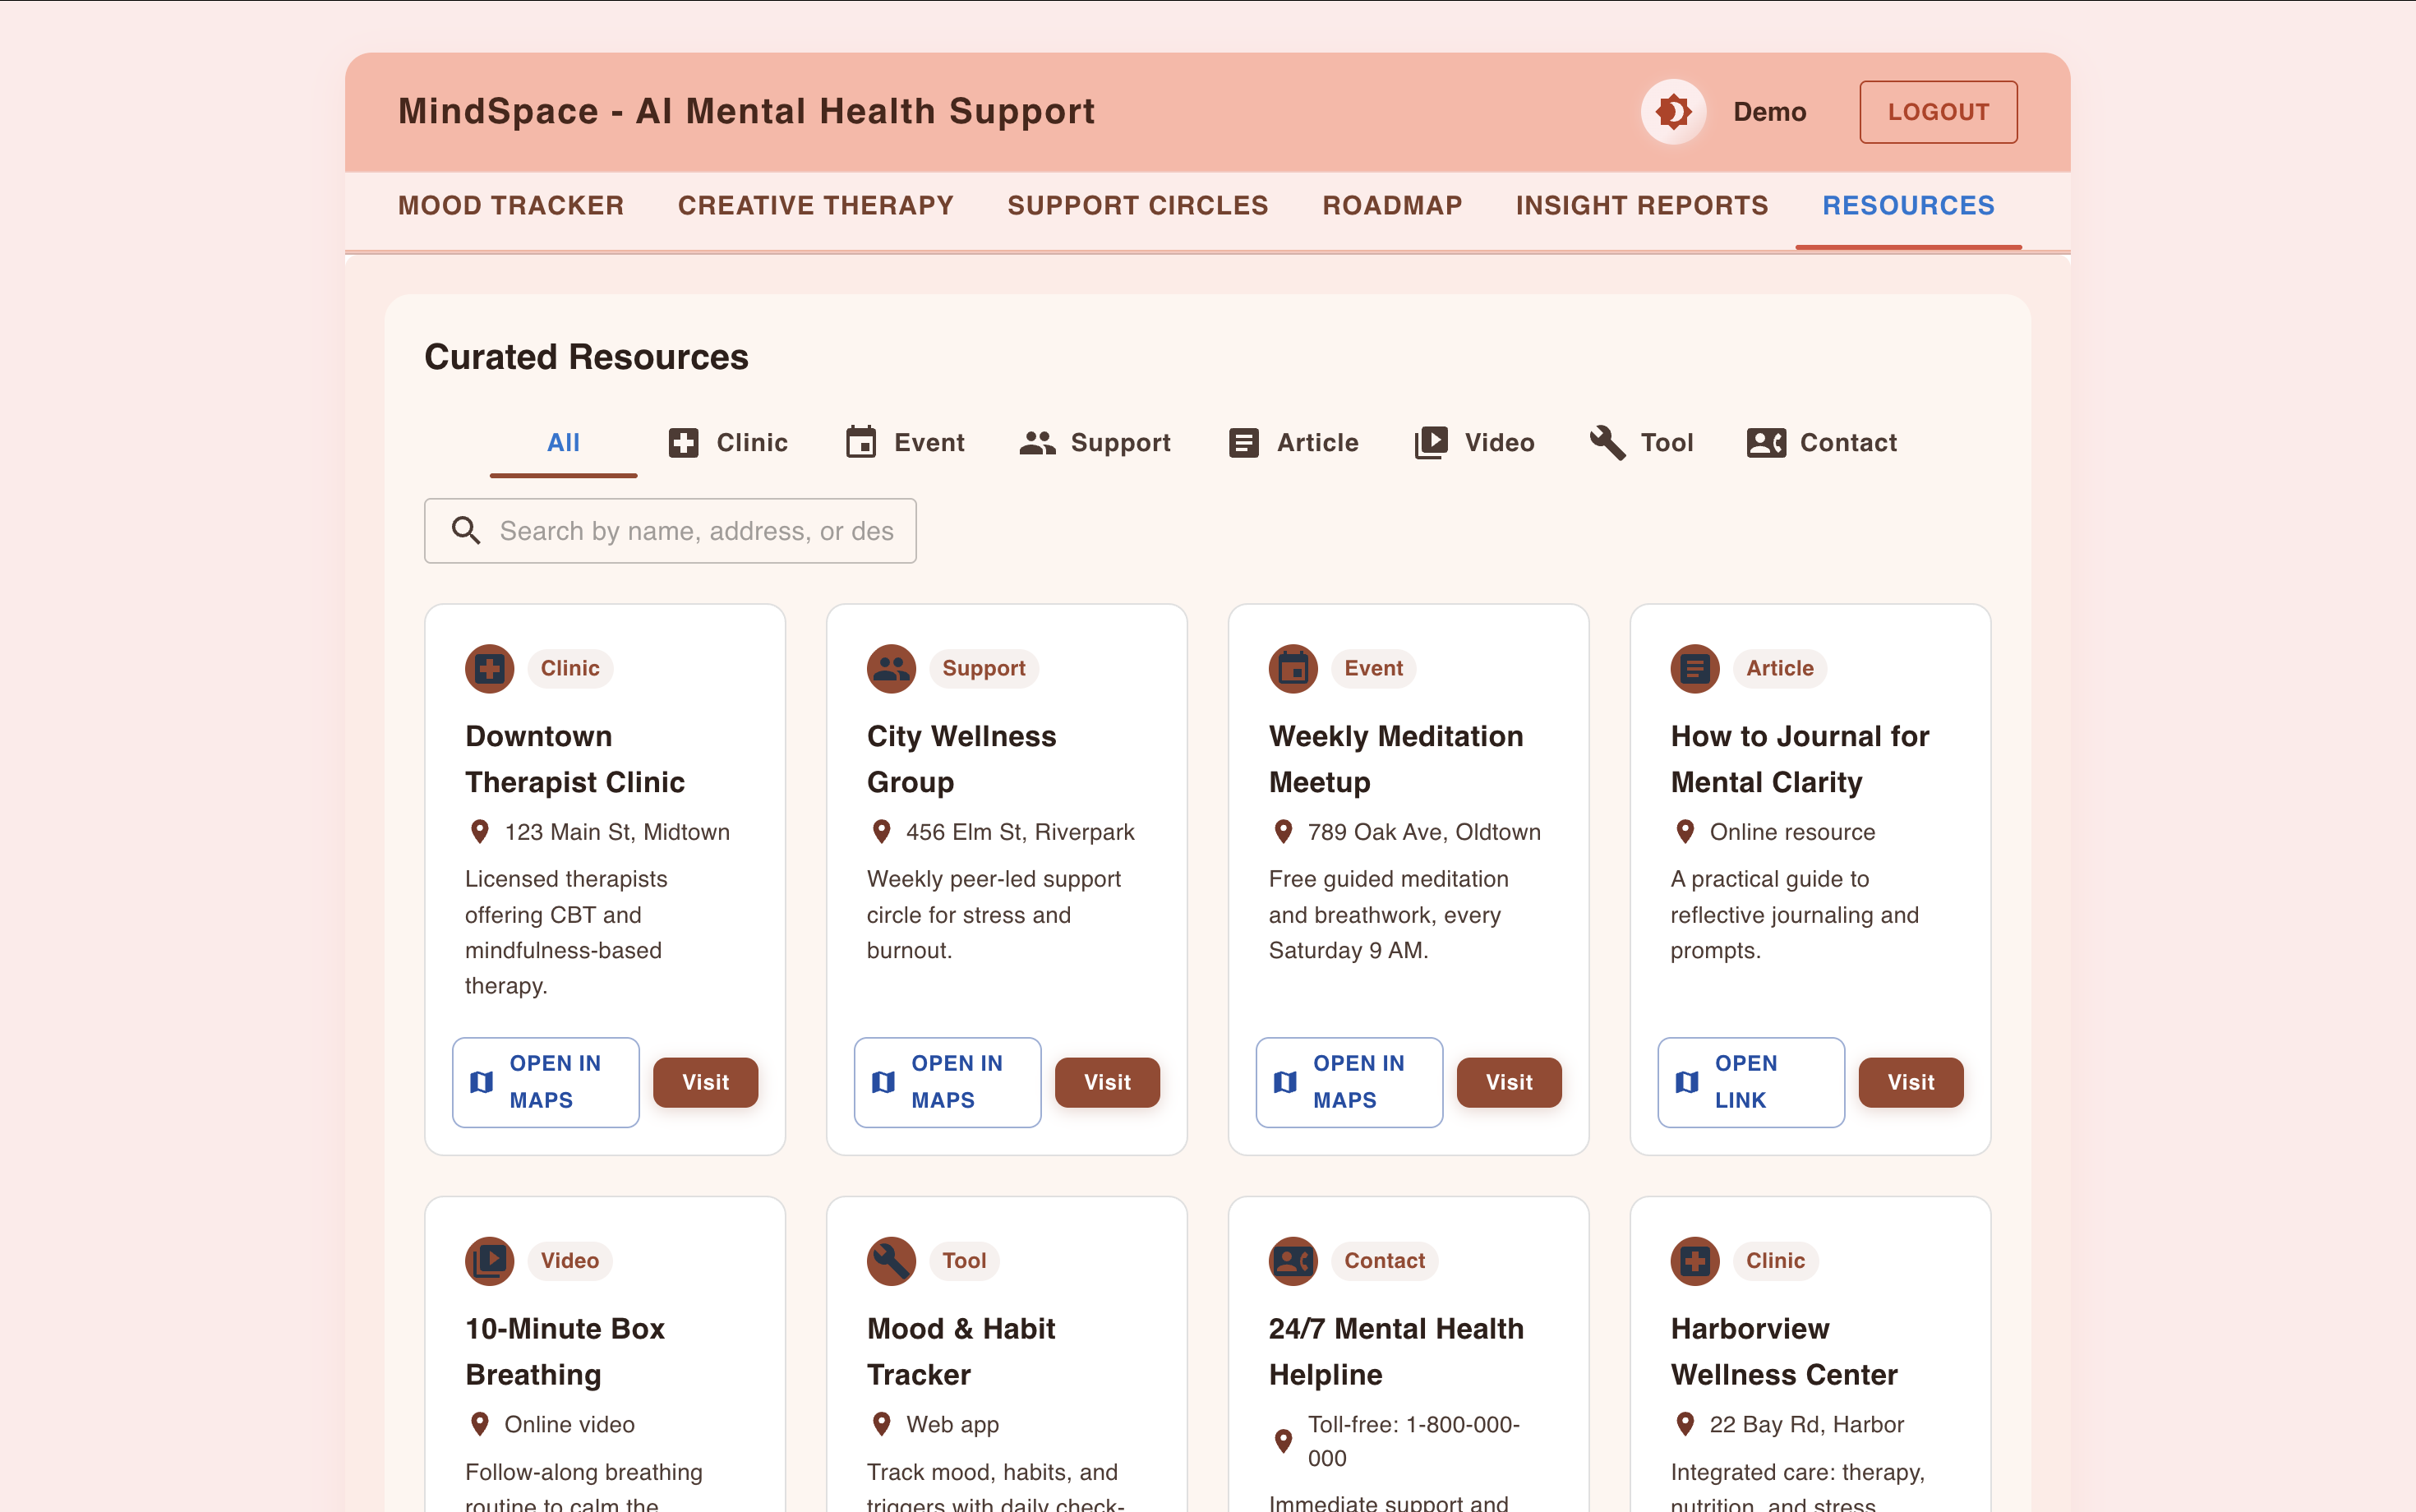 MindSpace - AI Mental Health Support
Demo
LOGOUT
MOOD TRACKER
CREATIVE THERAPY
SUPPORT CIRCLES
ROADMAP
INSIGHT REPORTS
RESOURCES
Curated Resources
All
Clinic
Event
Support
Article
Video
Tool
Contact
Search by name, address, or des
Clinic
Downtown
Therapist Clinic
123 Main St, Midtown
Licensed therapists
offering CBT and
mindfulness-based
therapy.
OPEN IN
MAPS
Visit
Support
City Wellness
Group
456 Elm St, Riverpark
Weekly peer-led support
circle for stress and
burnout.
OPEN IN
MAPS
Visit
Event
Weekly Meditation
Meetup
789 Oak Ave, Oldtown
Free guided meditation
and breathwork, every
Saturday 9 AM.
OPEN IN
MAPS
Visit
Article
How to Journal for
Mental Clarity
Online resource
A practical guide to
reflective journaling and
prompts.
OPEN
LINK
Visit
Video
10-Minute Box
Breathing
Online video
Follow-along breathing
routine to calm the
Tool
Mood & Habit
Tracker
Web app
Track mood, habits, and
triggers with daily check-
Contact
24/7 Mental Health
Helpline
Toll-free: 1-800-000-
000
Immediate support and
Clinic
Harborview
Wellness Center
22 Bay Rd, Harbor
Integrated care: therapy,
nutrition, and stress